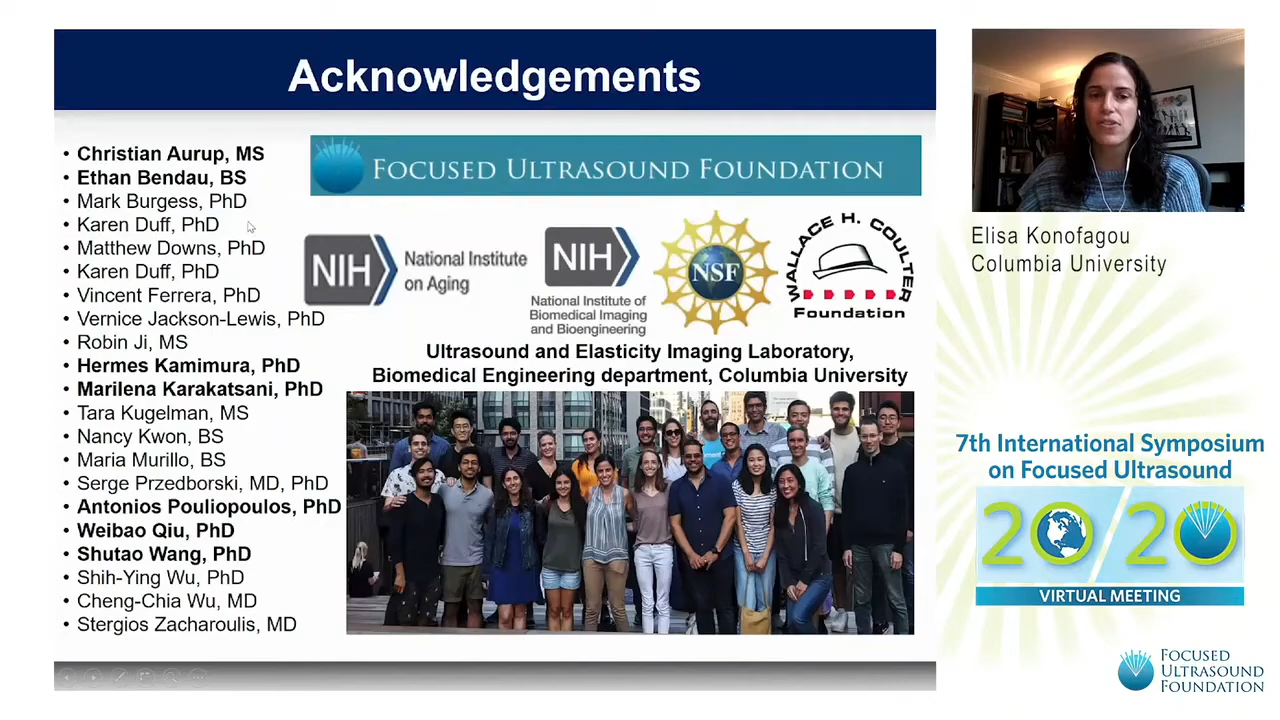 Acknowledgements
• Christian Aurup, MS
• Ethan Bendau, BS
• Mark Burgess, PhD
• Karen Duff, PhD
• Matthew Downs, PhD
• Karen Duff, PhD
• Vincent Ferrera, PhD
• Vernice Jackson-Lewis, PhD
• Robin Ji, MS
• Hermes Kamimura, PhD
• Marilena Karakatsani, PhD
• Tara Kugelman, MS
• Nancy Kwon, BS
• Maria Murillo, BS
• Serge Przedborski, MD, PhD
• Antonios Pouliopoulos, PhD
• Weibao Qiu, PhD
• Shutao Wang, PhD
• Shih-Ying Wu, PhD
• Cheng-Chia Wu, MD
• Stergios Zacharoulis, MD
FOCUSED ULTRASOUND FOUNDATION
NIH
National Institute
on Aging
NIH
National Institute of
Biomedical Imaging
and Bioengineering
NSF
WALLACE H. COULTER
Foundation
Ultrasound and Elasticity Imaging Laboratory,
Biomedical Engineering department, Columbia University
Elisa Konofagou
Columbia University
7th International Symposium
on Focused Ultrasound
20/20
VIRTUAL MEETING
FOCUSED
ULTRASOUND
FOUNDATION